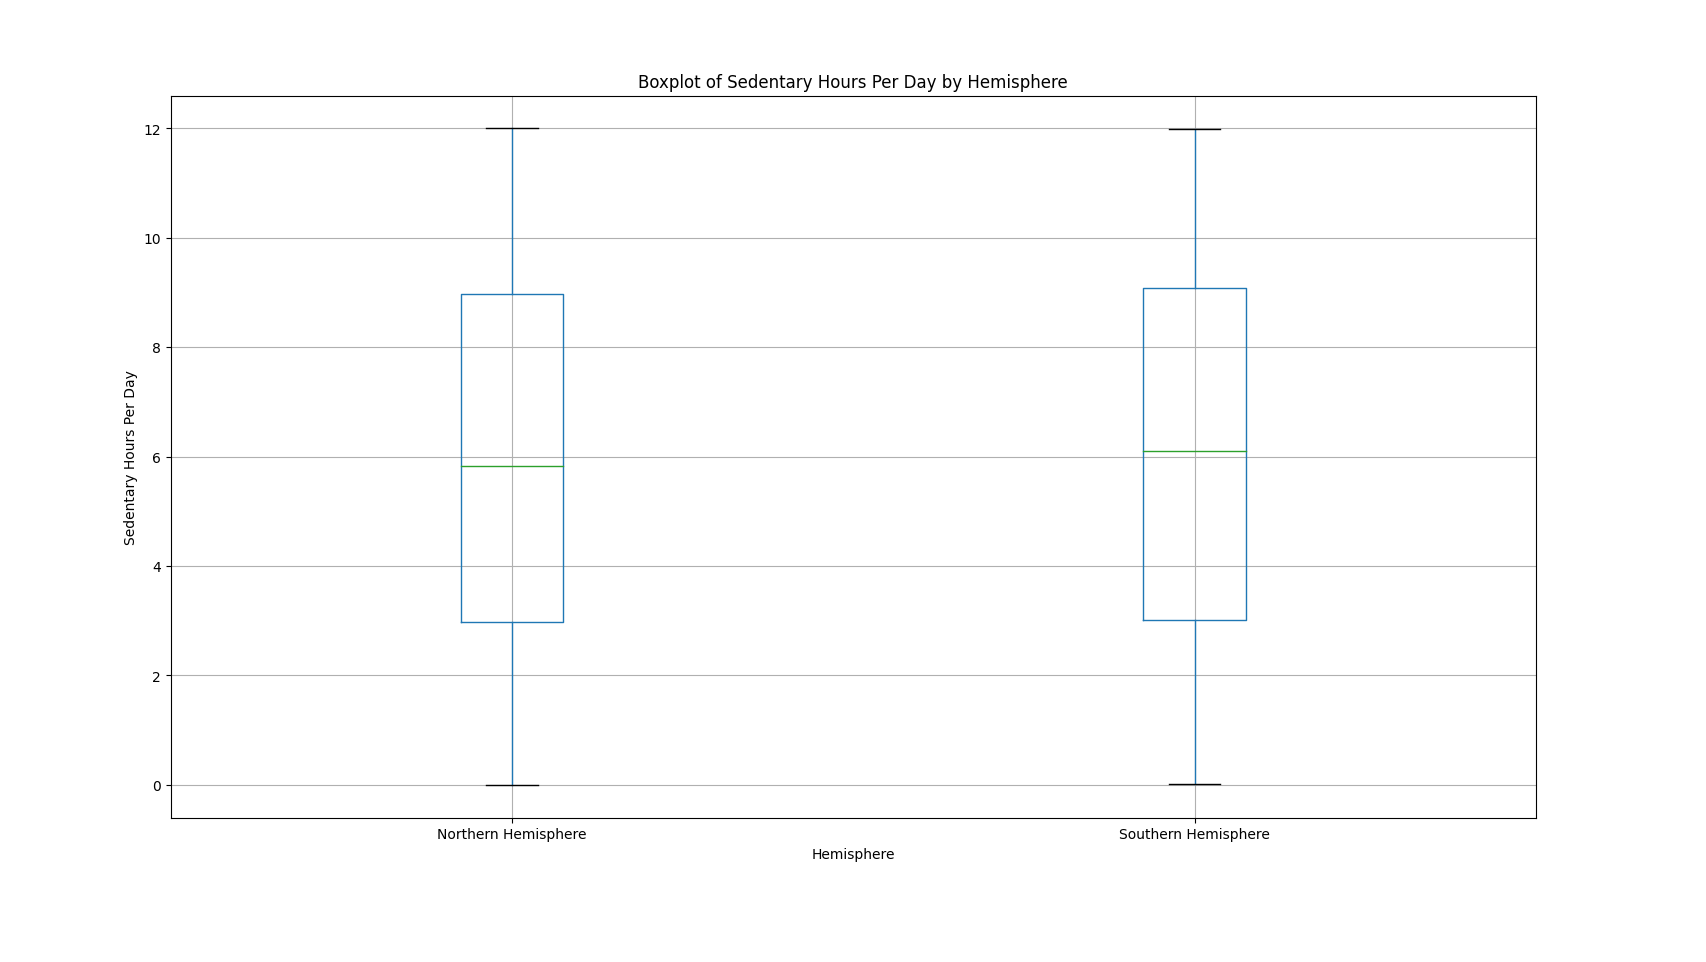 Boxplot of Sedentary Hours Per Day by Hemisphere
Sedentary Hours Per Day
12
10
8
6
4
2
0
Northern Hemisphere
Southern Hemisphere
Hemisphere